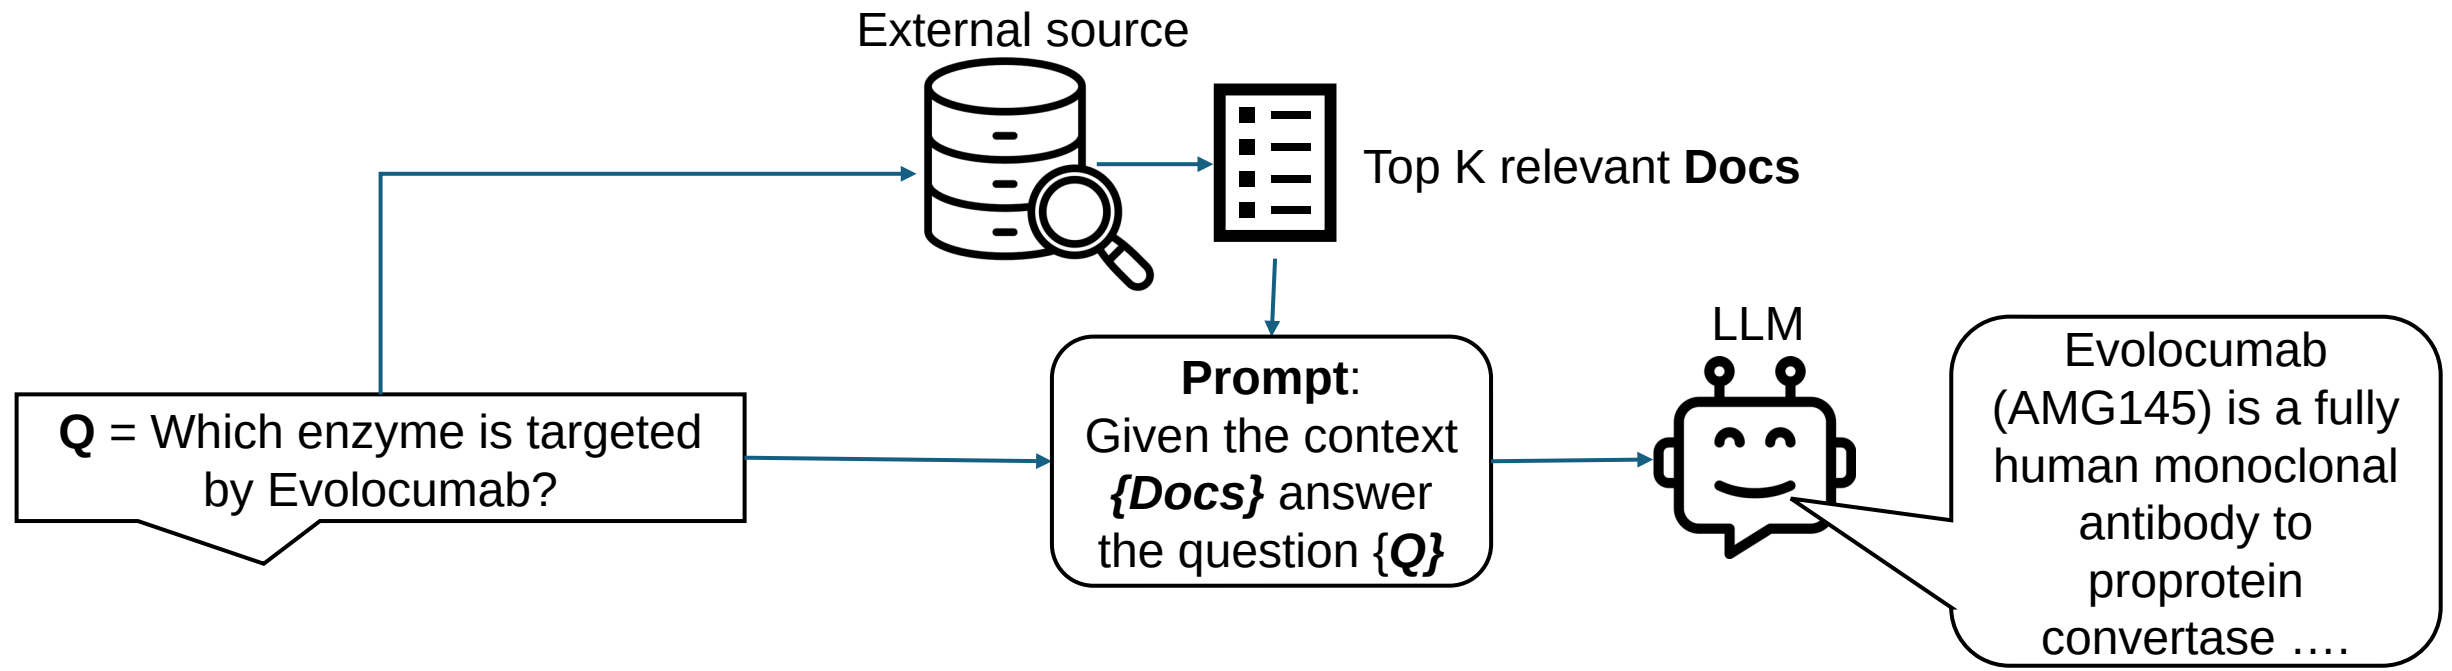 External source
Top K relevant Docs
Q = Which enzyme is targeted
by Evolocumab?
Prompt:
Given the context
{Docs} answer
the question {Q}
LLM
Evolocumab
(AMG145) is a fully
human monoclonal
antibody to
proprotein
convertase ….